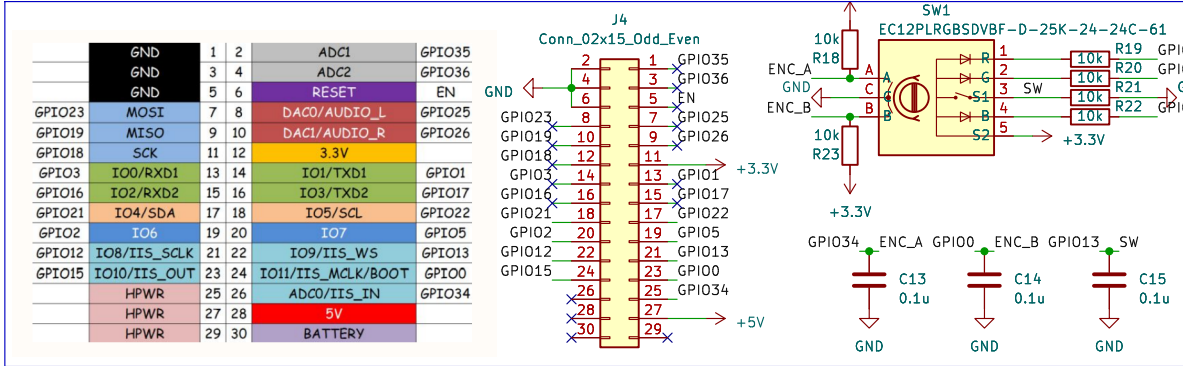 GND 1 2 ADC1 GPIO35
GND 3 4 ADC2 GPIO36
GND 5 6 RESET EN
GPIO23 MOSI 7 8 DAC0/AUDIO_L GPIO25
GPIO19 MISO 9 10 DAC1/AUDIO_R GPIO26
GPIO18 SCK 11 12 3.3V
GPIO3 IO0/RXD1 13 14 IO1/TXD1 GPIO1
GPIO16 IO2/RXD2 15 16 IO3/TXD2 GPIO17
GPIO21 IO4/SDA 17 18 IO5/SCL GPIO22
GPIO2 IO6 19 20 IO7 GPIO5
GPIO12 IO8/IIS_SCLK 21 22 IO9/IIS_WS GPIO13
GPIO15 IO10/IIS_OUT 23 24 IO11/IIS_MCLK/BOOT GPIO0
HPWR 25 26 ADC0/IIS_IN GPIO34
HPWR 27 28 5V
HPWR 29 30 BATTERY
J4
Conn_02x15_Odd_Even
2 1 GPIO35
4 3 GPIO36
GND
6 5 EN
GPIO23 8 7 GPIO25
GPIO19 10 9 GPIO26
GPIO18 12 11 +3.3V
GPIO3 14 13 GPIO1
GPIO16 16 15 GPIO17
GPIO21 18 17 GPIO22
GPIO2 20 19 GPIO5
GPIO12 22 21 GPIO13
GPIO15 24 23 GPIO0
26 25 GPIO34
28 27 +5V
30 29
SW1
EC12PLRGBSDVBF-D-25K-24-24C-61
10k
R18
ENC_A A A
GND C C
ENC_B B B
10k
R23
+3.3V
R 1 10k R19
G 2 10k R20
S1 3 SW 10k R21
B 4 10k R22
S2 5 +3.3V
GPIO34 ENC_A
C13
0.1u
GND
GPIO0 ENC_B
C14
0.1u
GND
GPIO13 SW
C15
0.1u
GND